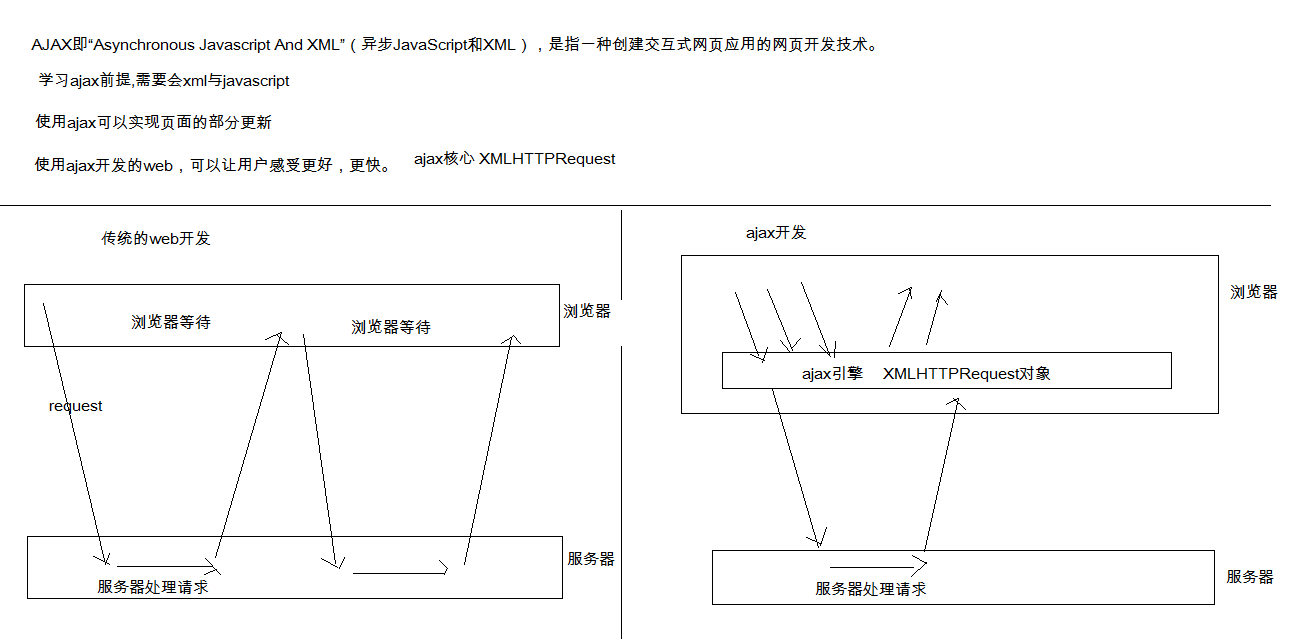 AJAX即“Asynchronous Javascript And XML”（异步JavaScript和XML），是指一种创建交互式网页应用的网页开发技术。
学习ajax前提,需要会xml与javascript
使用ajax可以实现页面的部分更新
使用ajax开发的web，可以让用户感受更好，更快。
ajax核心 XMLHTTPRequest
传统的web开发
浏览器等待
浏览器等待
浏览器
request
服务器
服务器处理请求
ajax开发
浏览器
ajax引擎 XMLHTTPRequest对象
服务器
服务器处理请求